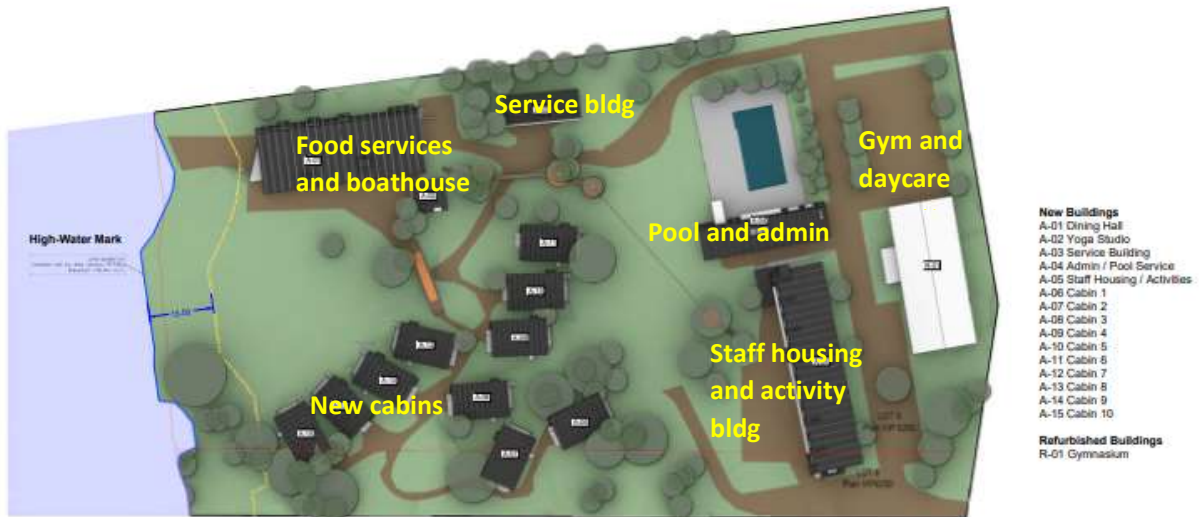 Service bldg
Food services
and boathouse
Gym and
daycare
Pool and admin
High-Water Mark
15.00
Staff housing
and activity
bldg
New cabins
New Buildings
A-01 Dining Hall
A-02 Yoga Studio
A-03 Service Building
A-04 Admin / Pool Service
A-05 Staff Housing / Activities
A-06 Cabin 1
A-07 Cabin 2
A-08 Cabin 3
A-09 Cabin 4
A-10 Cabin 5
A-11 Cabin 6
A-12 Cabin 7
A-13 Cabin 8
A-14 Cabin 9
A-15 Cabin 10
Refurbished Buildings
R-01 Gymnasium